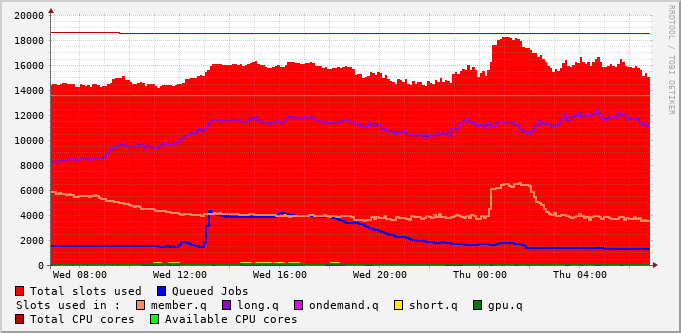 20000
18000
16000
14000
12000
10000
8000
6000
4000
2000
0
Wed 08:00 Wed 12:00 Wed 16:00 Wed 20:00 Thu 00:00 Thu 04:00
RRDTOOL / TOBI OETIKER
Total slots used Queued Jobs
Slots used in : member.q long.q ondemand.q short.q gpu.q
Total CPU cores Available CPU cores